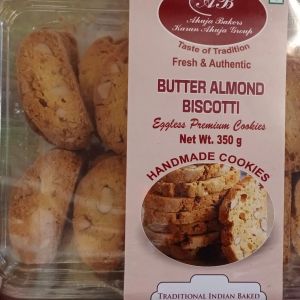 AB
Ahuja Bakers
Karan Ahuja Group
Taste of Tradition
Fresh & Authentic
BUTTER ALMOND
BISCOTTI
Eggless Premium Cookies
Net Wt. 350 g
HANDMADE COOKIES
TRADITIONAL INDIAN BAKED